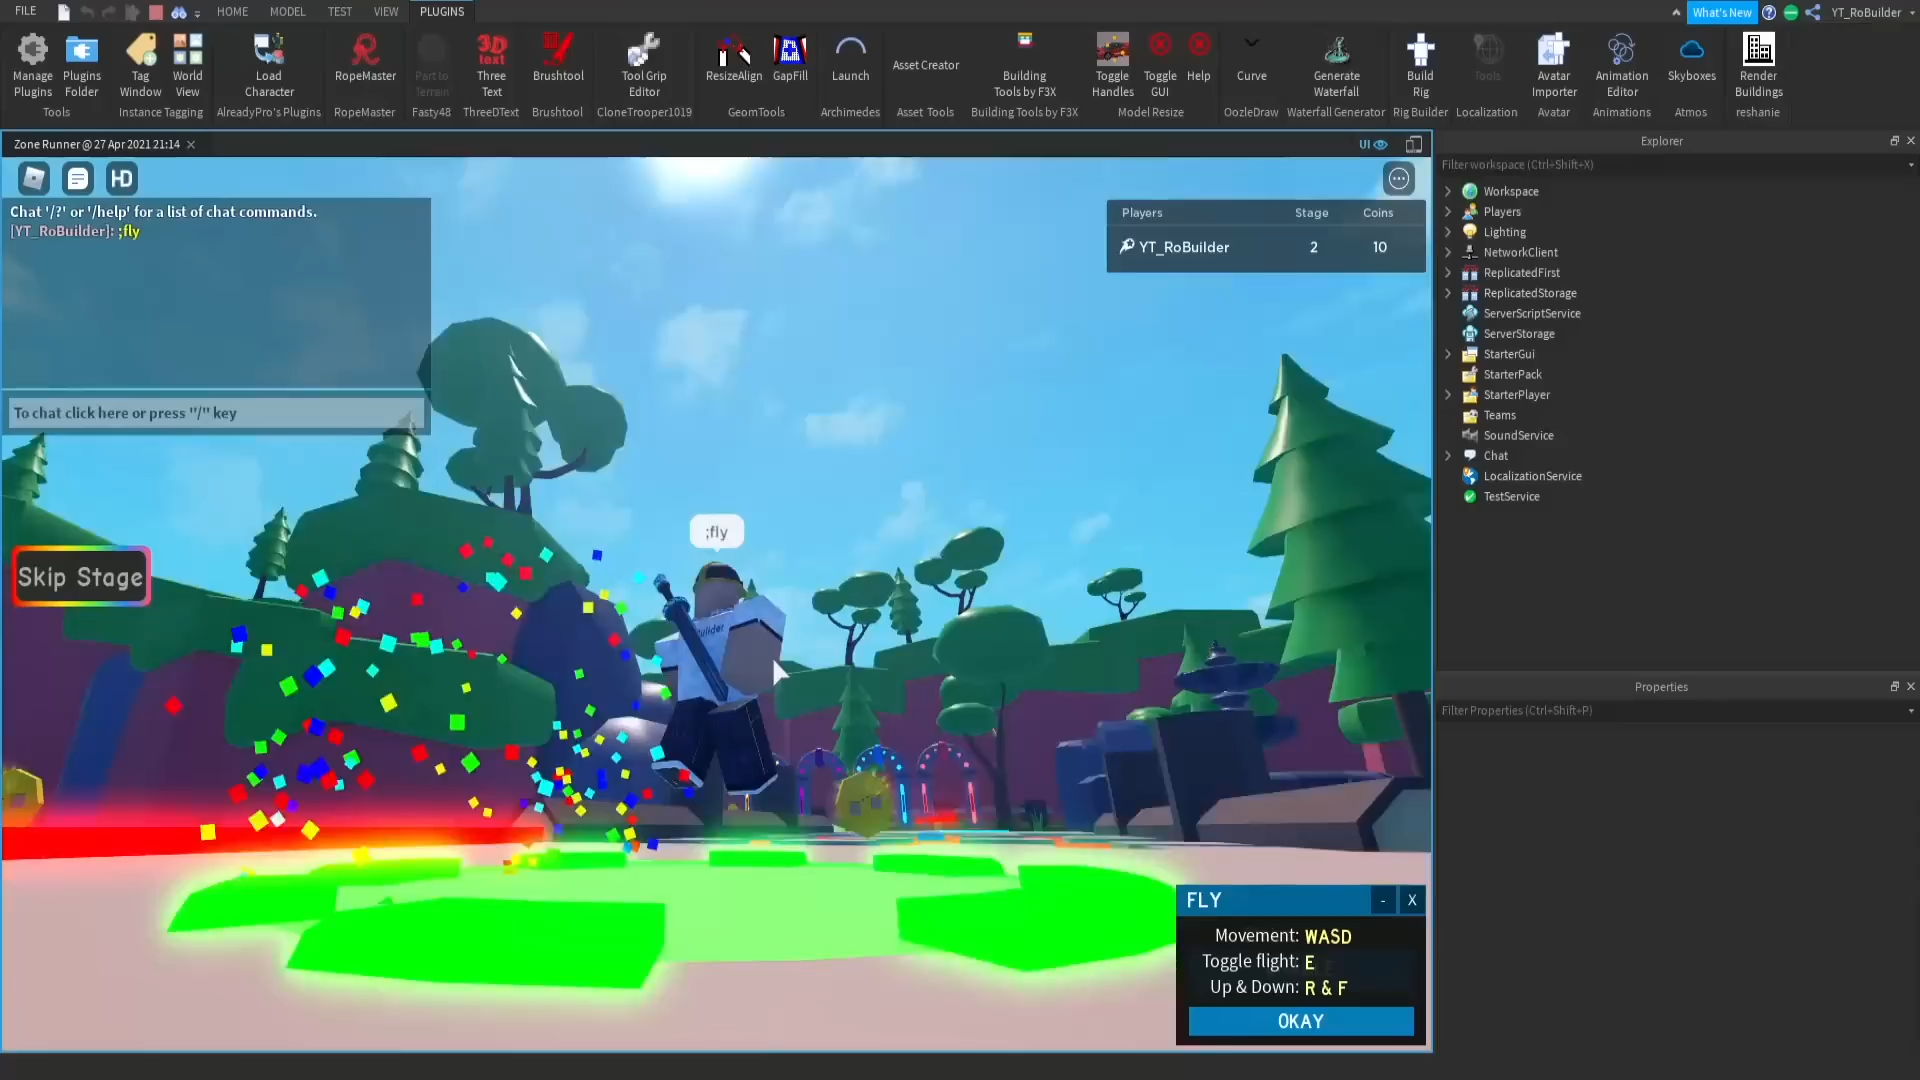 FILE HOME MODEL TEST VIEW PLUGINS What's New YT_RoBuilder
Manage Plugins
Plugins Folder
Tools
Tag Window
World View
Instance Tagging
Load Character
AlreadyPro's Plugins
RopeMaster
RopeMaster
Part to Terrain
Fasty48
3D text
Three Text
ThreeDText
Brushtool
Brushtool
Tool Grip Editor
CloneTrooper1019
ResizeAlign
GapFill
GeomTools
Launch
Archimedes
Asset Creator
Asset Tools
Building Tools by F3X
Building Tools by F3X
Toggle Handles
Toggle GUI
Help
Model Resize
Curve
OozleDraw
Generate Waterfall
Waterfall Generator
Build Rig
Rig Builder
Tools
Localization
Avatar Importer
Avatar
Animation Editor
Animations
Skyboxes
Atmos
Render Buildings
reshanie
Zone Runner @ 27 Apr 2021 21:14
UI
HD
Chat '/?' or '/help' for a list of chat commands.
[YT_RoBuilder]: ;fly
To chat click here or press "/" key
Players Stage Coins
YT_RoBuilder 2 10
;fly
Skip Stage
FLY - X
Movement: WASD
Toggle flight: E
Up & Down: R & F
OKAY
Explorer
Filter workspace (Ctrl+Shift+X)
Workspace
Players
Lighting
NetworkClient
ReplicatedFirst
ReplicatedStorage
ServerScriptService
ServerStorage
StarterGui
StarterPack
StarterPlayer
Teams
SoundService
Chat
LocalizationService
TestService
Properties
Filter Properties (Ctrl+Shift+P)